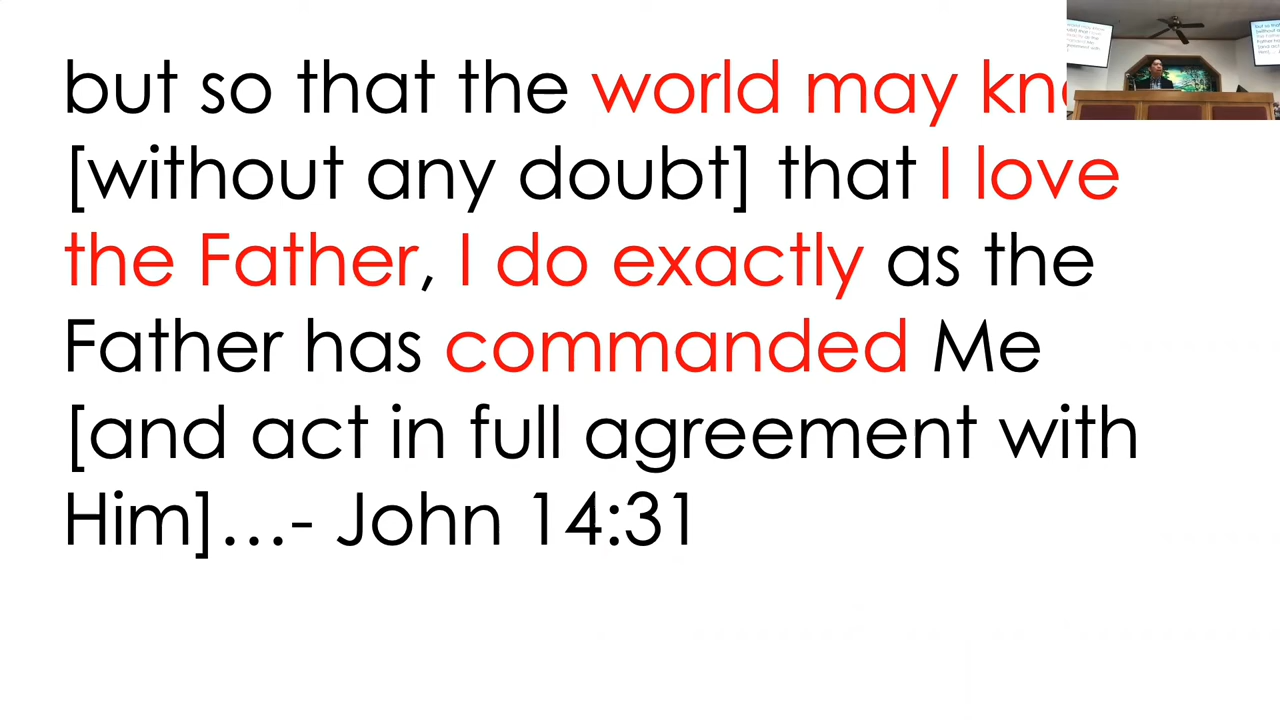 but so that the world may kn
[without any doubt] that I love
the Father, I do exactly as the
Father has commanded Me
[and act in full agreement with
Him]…- John 14:31